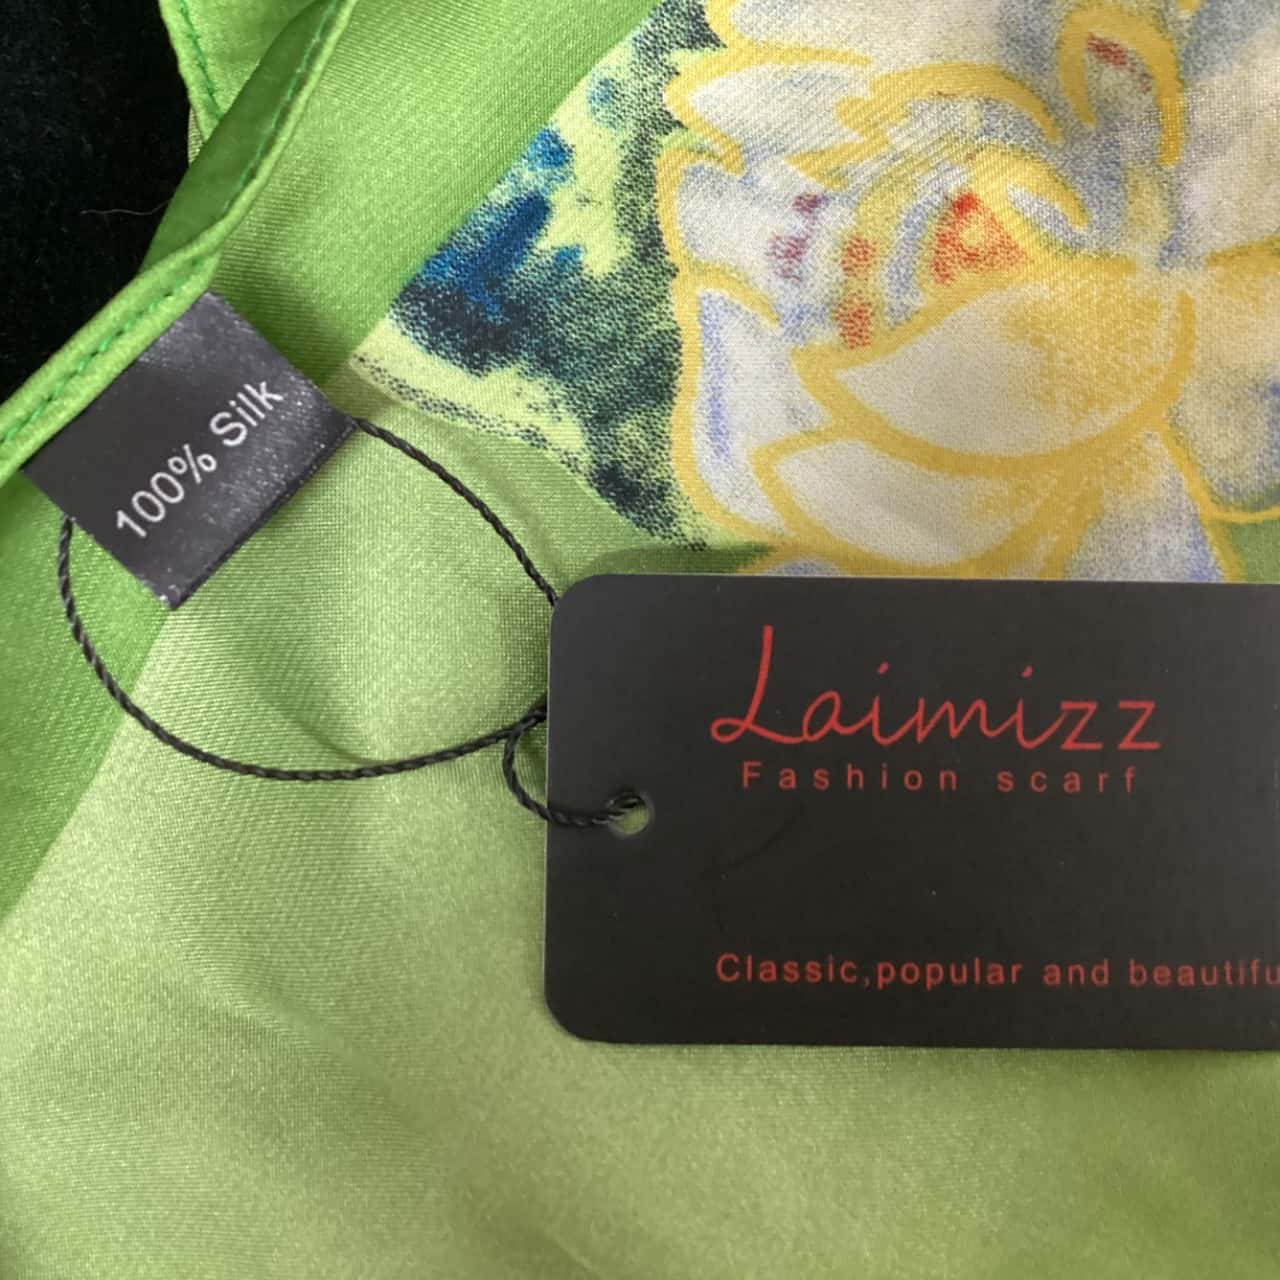 100% Silk
Laimizz
Fashion scarf
Classic,popular and beautifu